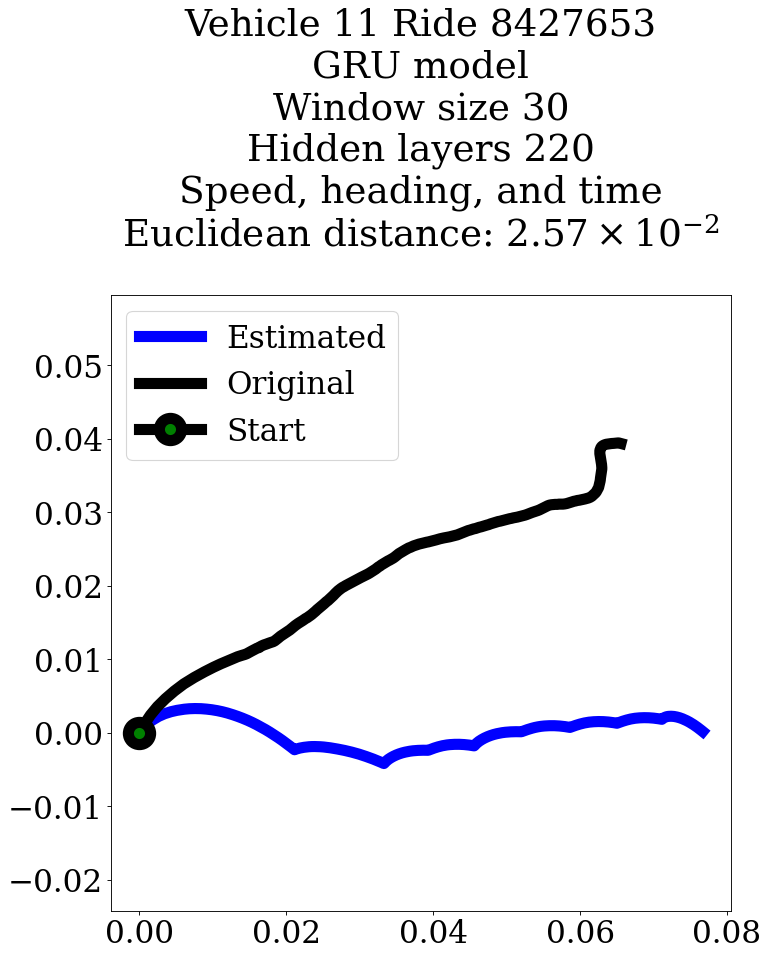 Vehicle 11 Ride 8427653
GRU model
Window size 30
Hidden layers 220
Speed, heading, and time
Euclidean distance: 2.57 × 10⁻²
Estimated
Original
Start
0.05
0.04
0.03
0.02
0.01
0.00
−0.01
−0.02
0.00 0.02 0.04 0.06 0.08